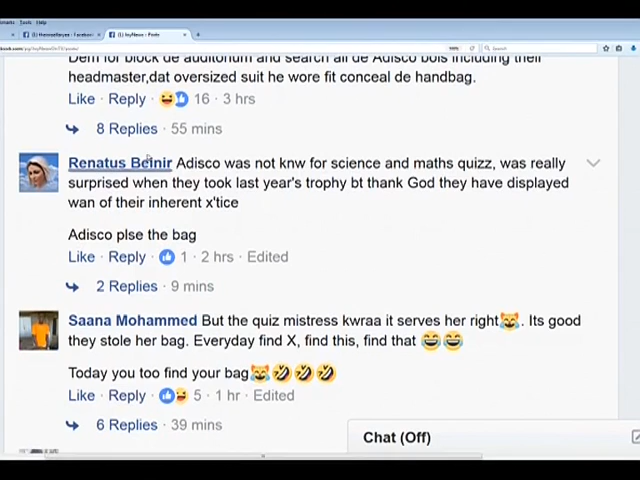 Bookmarks Tools Help
(1) JoyNews - Posts
Dem for block de auditorium and search all de Adisco bois including their
headmaster,dat oversized suit he wore fit conceal de handbag.
Like · Reply · 16 · 3 hrs
8 Replies · 55 mins
Renatus Beinir Adisco was not knw for science and maths quizz, was really
surprised when they took last year's trophy bt thank God they have displayed
wan of their inherent x'tice
Adisco plse the bag
Like · Reply · 1 · 2 hrs · Edited
2 Replies · 9 mins
Saana Mohammed But the quiz mistress kwraa it serves her right😹. Its good
they stole her bag. Everyday find X, find this, find that 😅😅
Today you too find your bag😹🤣🤣🤣
Like · Reply · 5 · 1 hr · Edited
6 Replies · 39 mins
Chat (Off)